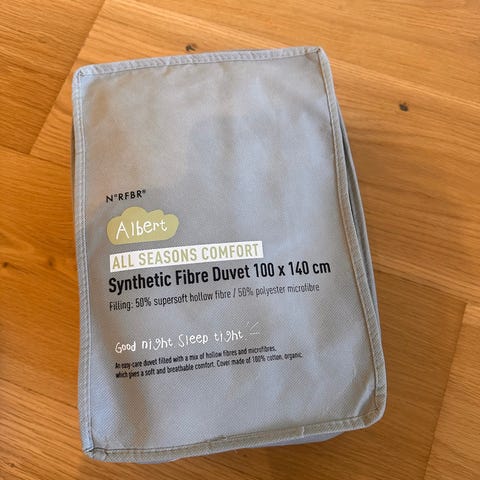 N°RFBR®
Albert
ALL SEASONS COMFORT
Synthetic Fibre Duvet 100 x 140 cm
Filling: 50% supersoft hollow fibre / 50% polyester microfibre
Good night, Sleep tight
An easy-care duvet filled with a mix of hollow fibres and microfibres,
which gives a soft and breathable comfort. Cover made of 100% cotton, organic.